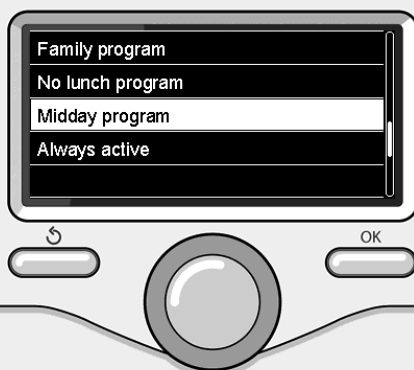 Family program
No lunch program
Midday program
Always active
OK